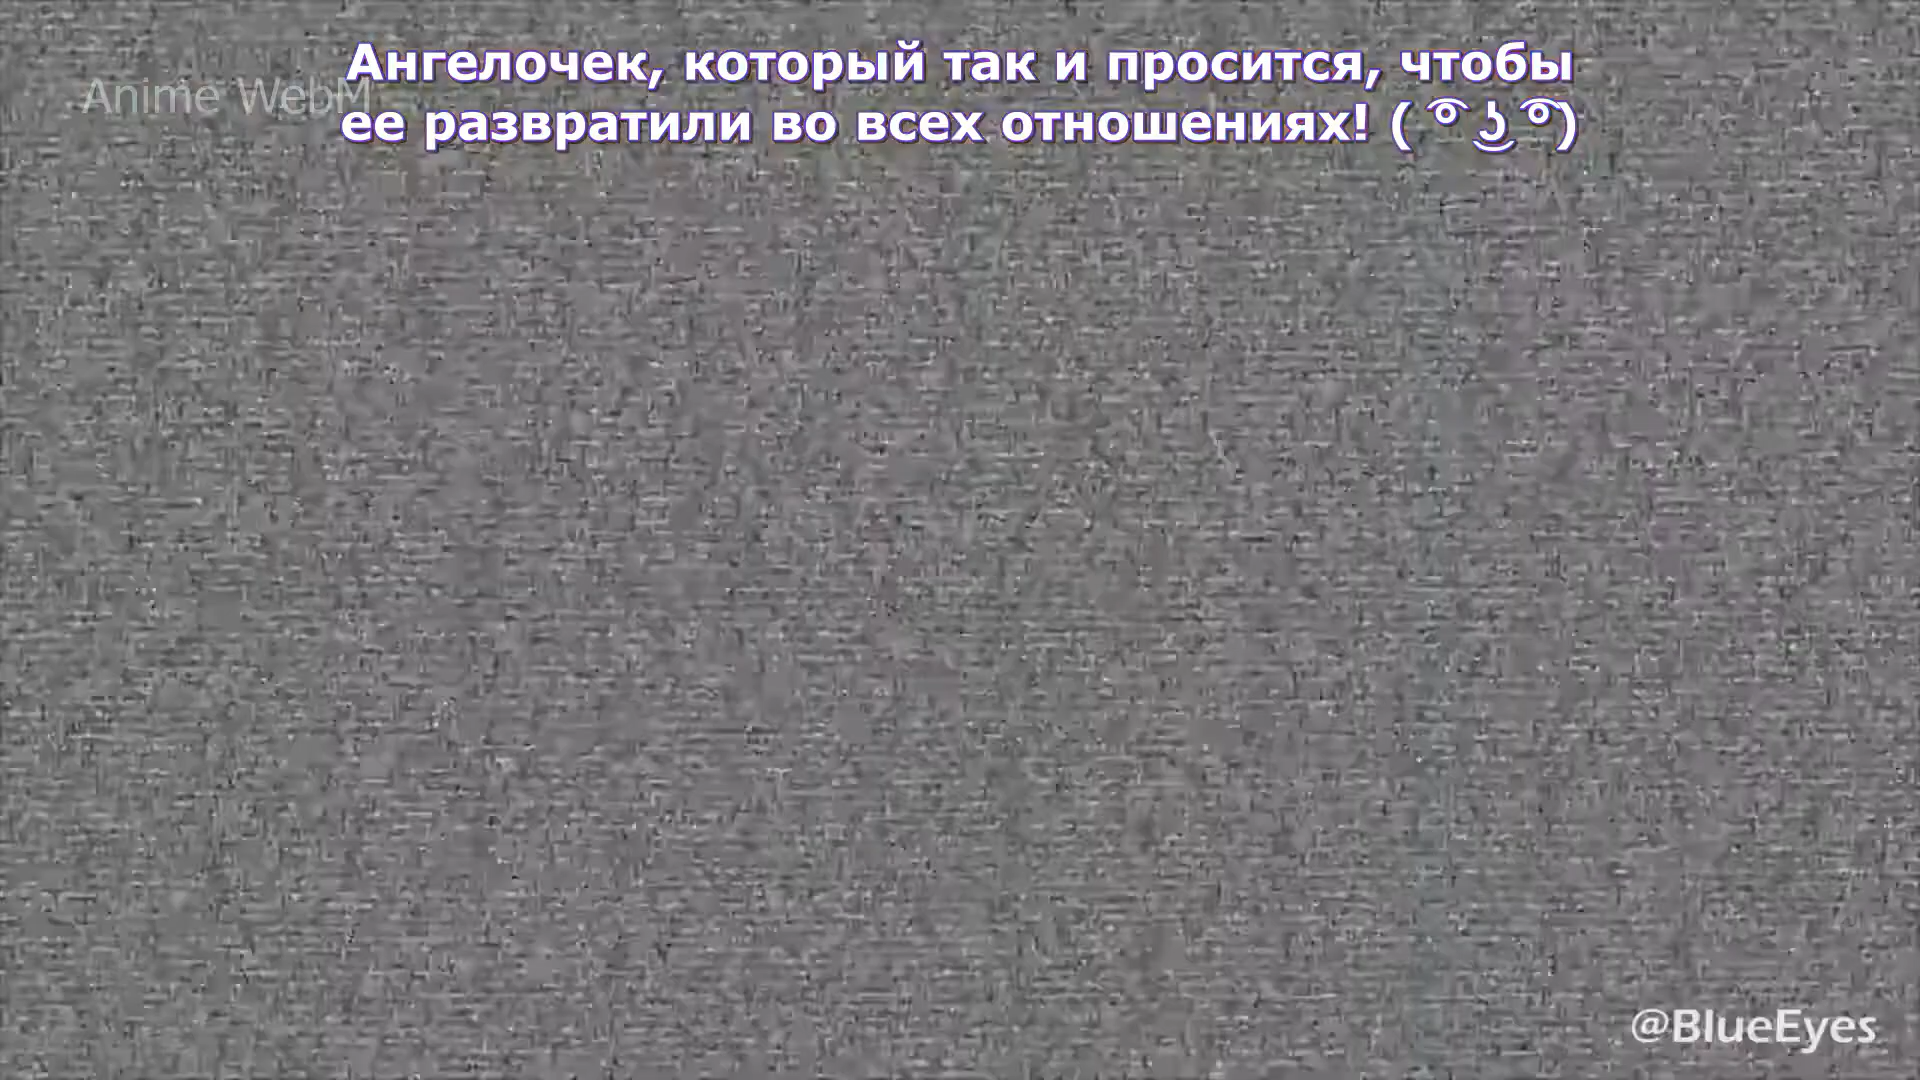 Ангелочек, который так и просится, чтобы
Anime WebM
ее развратили во всех отношениях! ( ͡° ͜ʖ ͡°)
@BlueEyes